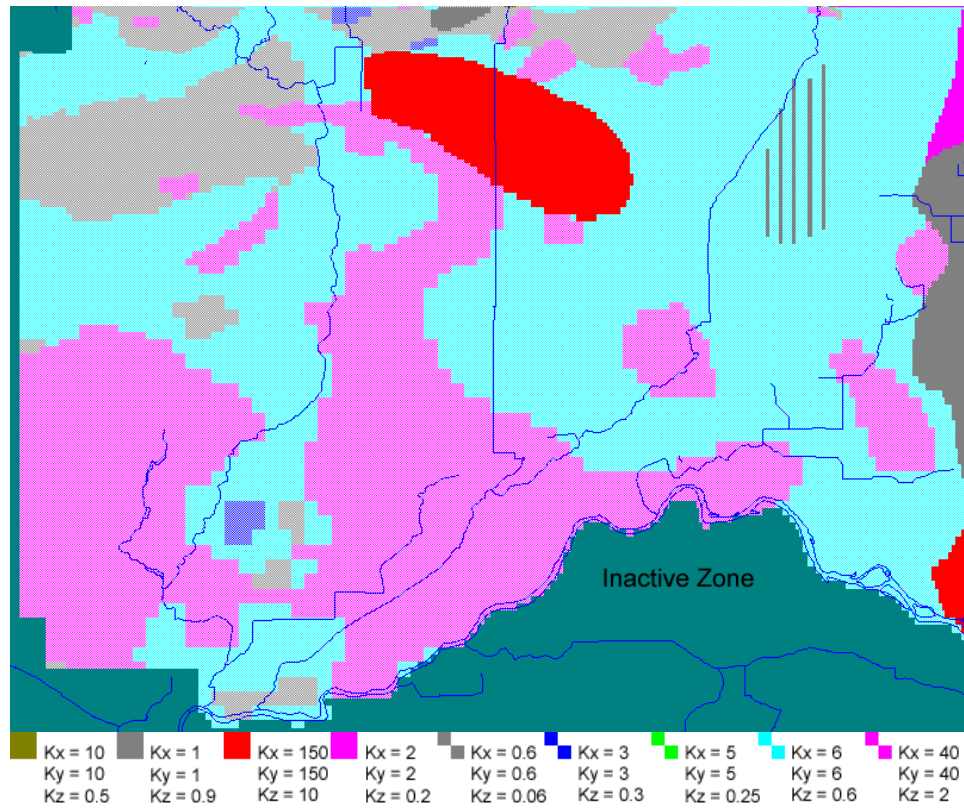 Inactive Zone
Kx = 10 Kx = 1 Kx = 150 Kx = 2 Kx = 0.6 Kx = 3 Kx = 5 Kx = 6 Kx = 40
Ky = 10 Ky = 1 Ky = 150 Ky = 2 Ky = 0.6 Ky = 3 Ky = 5 Ky = 6 Ky = 40
Kz = 0.5 Kz = 0.9 Kz = 10 Kz = 0.2 Kz = 0.06 Kz = 0.3 Kz = 0.25 Kz = 0.6 Kz = 2